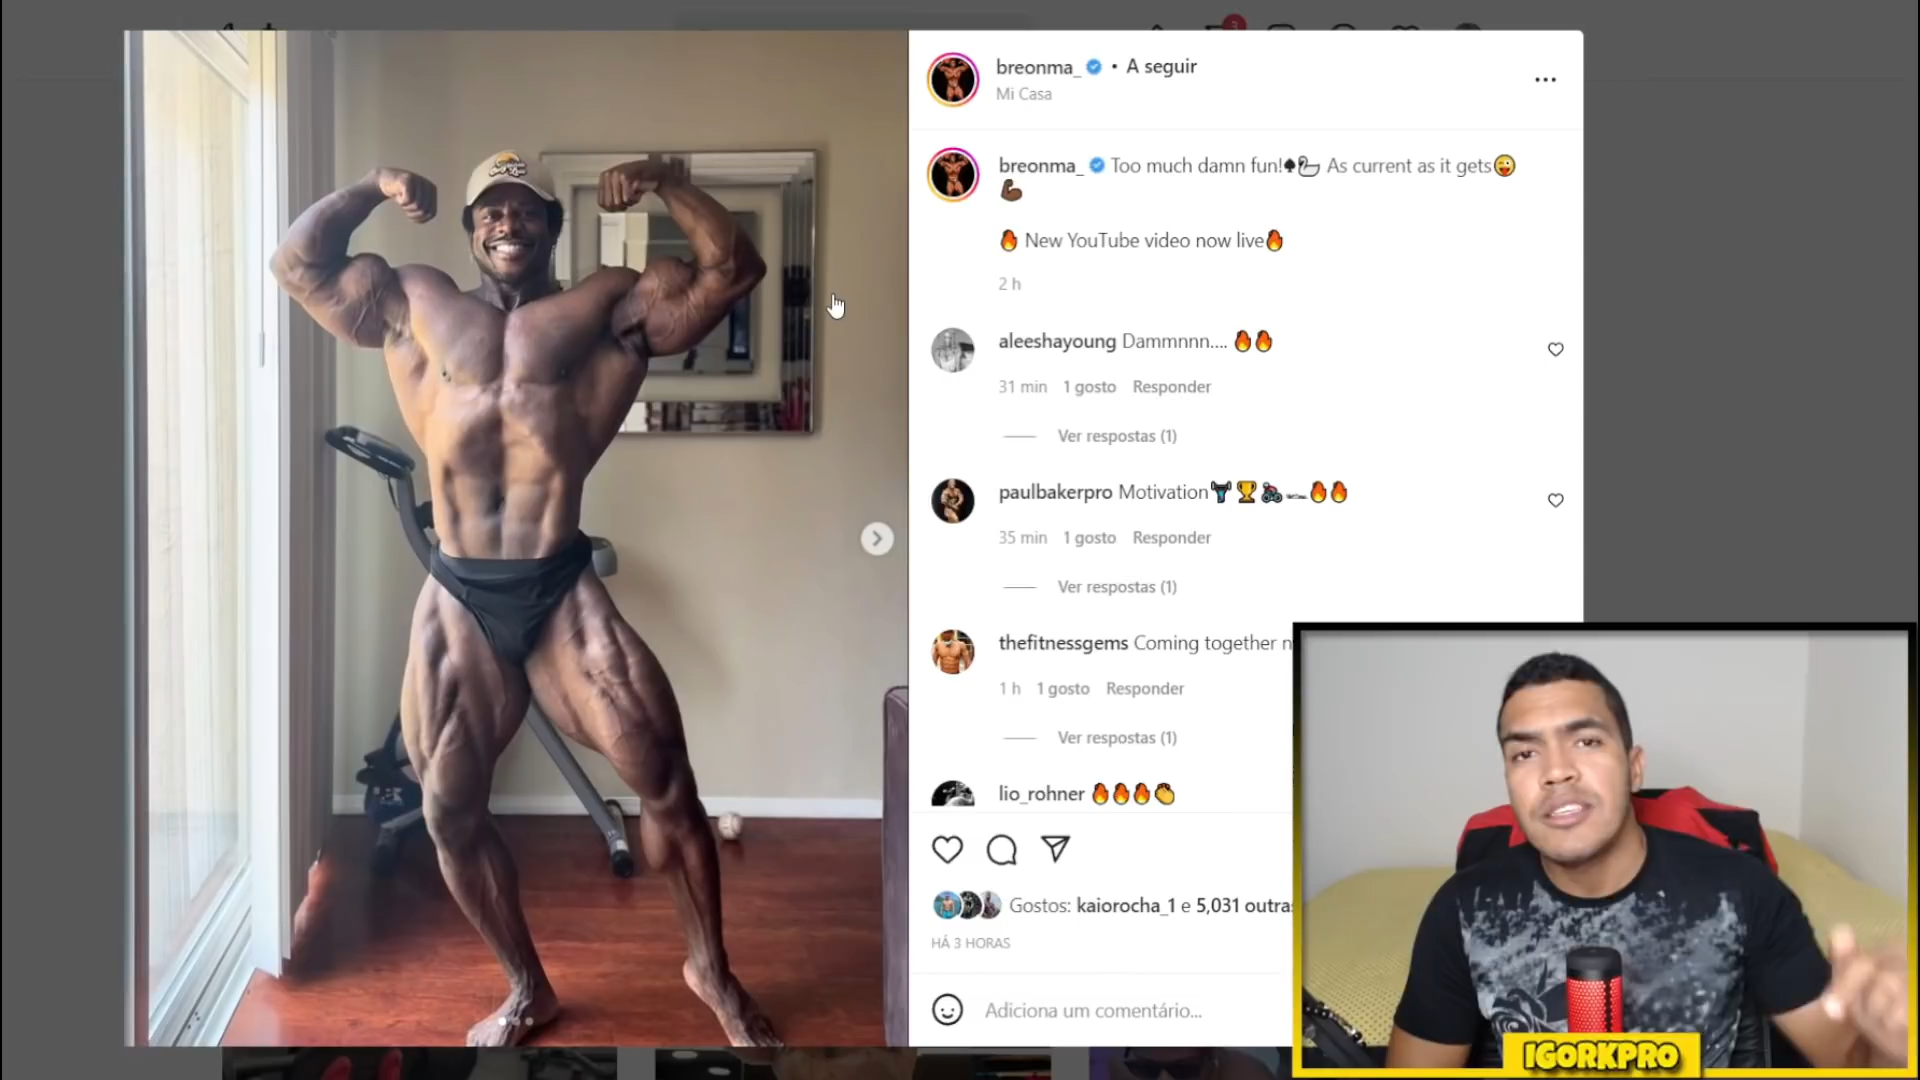 breonma_ • A seguir
Mi Casa
breonma_ Too much damn fun!♠️🦢 As current as it gets😜
💪🏾
🔥 New YouTube video now live🔥
2 h
aleeshayoung Dammnnn.... 🔥🔥
31 min 1 gosto Responder
Ver respostas (1)
paulbakerpro Motivation
35 min 1 gosto Responder
Ver respostas (1)
thefitnessgems Coming together
1 h 1 gosto Responder
Ver respostas (1)
lio_rohner 🔥🔥🔥👏
Gostos: kaiorocha_1 e 5,031 outras
HÁ 3 HORAS
Adiciona um comentário...
IGORKPRO
3